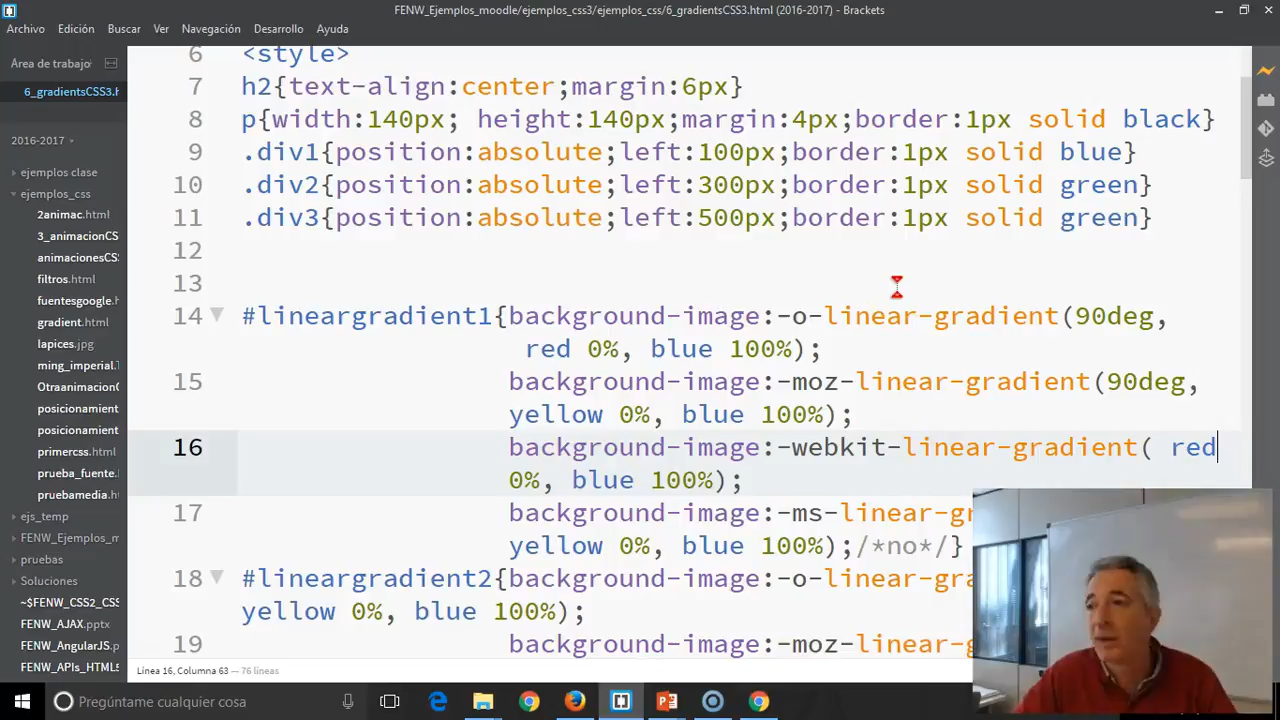 FENW_Ejemplos_moodle/ejemplos_css3/ejemplos_css/6_gradientsCSS3.html (2016-2017) - Brackets
Archivo Edición Buscar Ver Navegación Desarrollo Ayuda
Área de trabajo
6_gradientsCSS3.h
2016-2017
ejemplos clase
ejemplos_css
2animac.html
3_animacionCS
animacionesCS
filtros.html
fuentesgoogle.h
gradient.html
lapices.jpg
ming_imperial.t
Otraanimacion
posicionamient
posicionamient
primercss.html
prueba_fuente.
pruebamedia.html
ejs_temp
FENW_Ejemplos_m
pruebas
Soluciones
~$FENW_CSS2_CSS
FENW_AJAX.pptx
FENW_AngularJS.p
FENW_APIs_HTML
6 <style>
7 h2{text-align:center;margin:6px}
8 p{width:140px; height:140px;margin:4px;border:1px solid black}
9 .div1{position:absolute;left:100px;border:1px solid blue}
10 .div2{position:absolute;left:300px;border:1px solid green}
11 .div3{position:absolute;left:500px;border:1px solid green}
12
13
14 #lineargradient1{background-image:-o-linear-gradient(90deg,
red 0%, blue 100%);
15 background-image:-moz-linear-gradient(90deg,
yellow 0%, blue 100%);
16 background-image:-webkit-linear-gradient( red
0%, blue 100%);
17 background-image:-ms-linear-gr
yellow 0%, blue 100%);/*no*/}
18 #lineargradient2{background-image:-o-linear-gra
yellow 0%, blue 100%);
19 background-image:-moz-linear-g
Línea 16, Columna 63 — 76 líneas
Pregúntame cualquier cosa